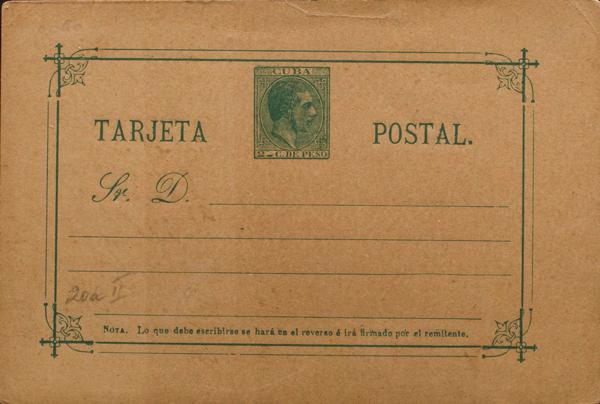 CUBA
TARJETA POSTAL.
2 - C. DE PESO
Sr. D.
20a II
NOTA. Lo que debe escribirse se hará en el reverso é irá firmado por el remitente.